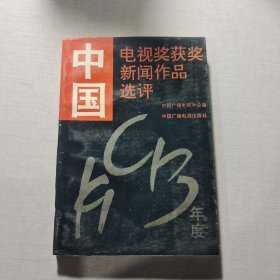 中国
电视奖获奖
新闻作品
选评
中国广播电视学会编
中国广播电视出版社
年度